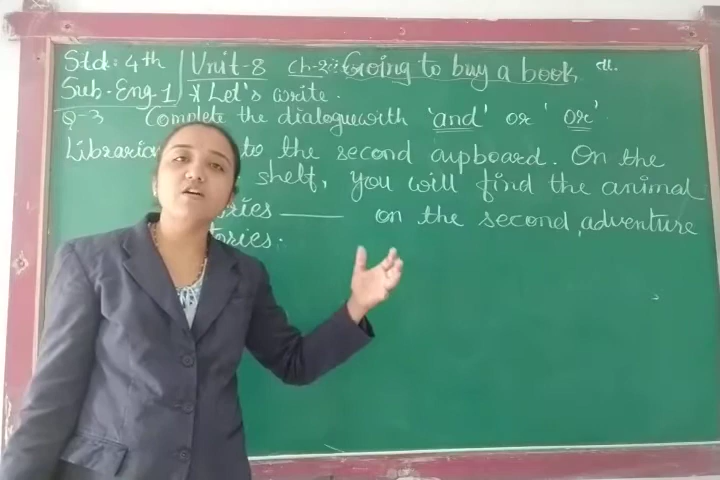 Std: 4th Unit-8 Ch-2: Going to buy a book dt.
Sub-Eng-1 * Let's write.
Q-3 Complete the dialogue with 'and' or 'or'.
to the second cupboard. On the
shelf, you will find the animal
____ on the second, adventure